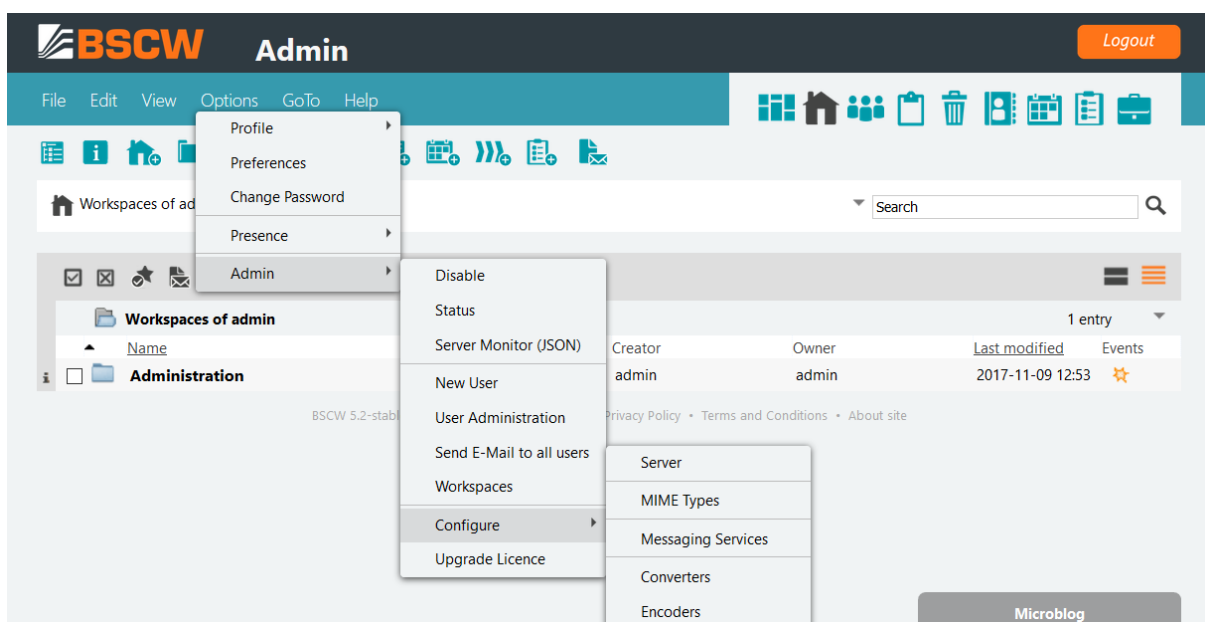 BSCW Admin Logout
File Edit View Options GoTo Help
Profile
Preferences
Change Password
Presence
Admin
Workspaces of ad
Search
Disable
Status
Server Monitor (JSON)
New User
User Administration
Send E-Mail to all users
Workspaces
Configure
Upgrade Licence
Server
MIME Types
Messaging Services
Converters
Encoders
Workspaces of admin 1 entry
Name Creator Owner Last modified Events
i Administration admin admin 2017-11-09 12:53
BSCW 5.2-stabl Privacy Policy • Terms and Conditions • About site
Microblog